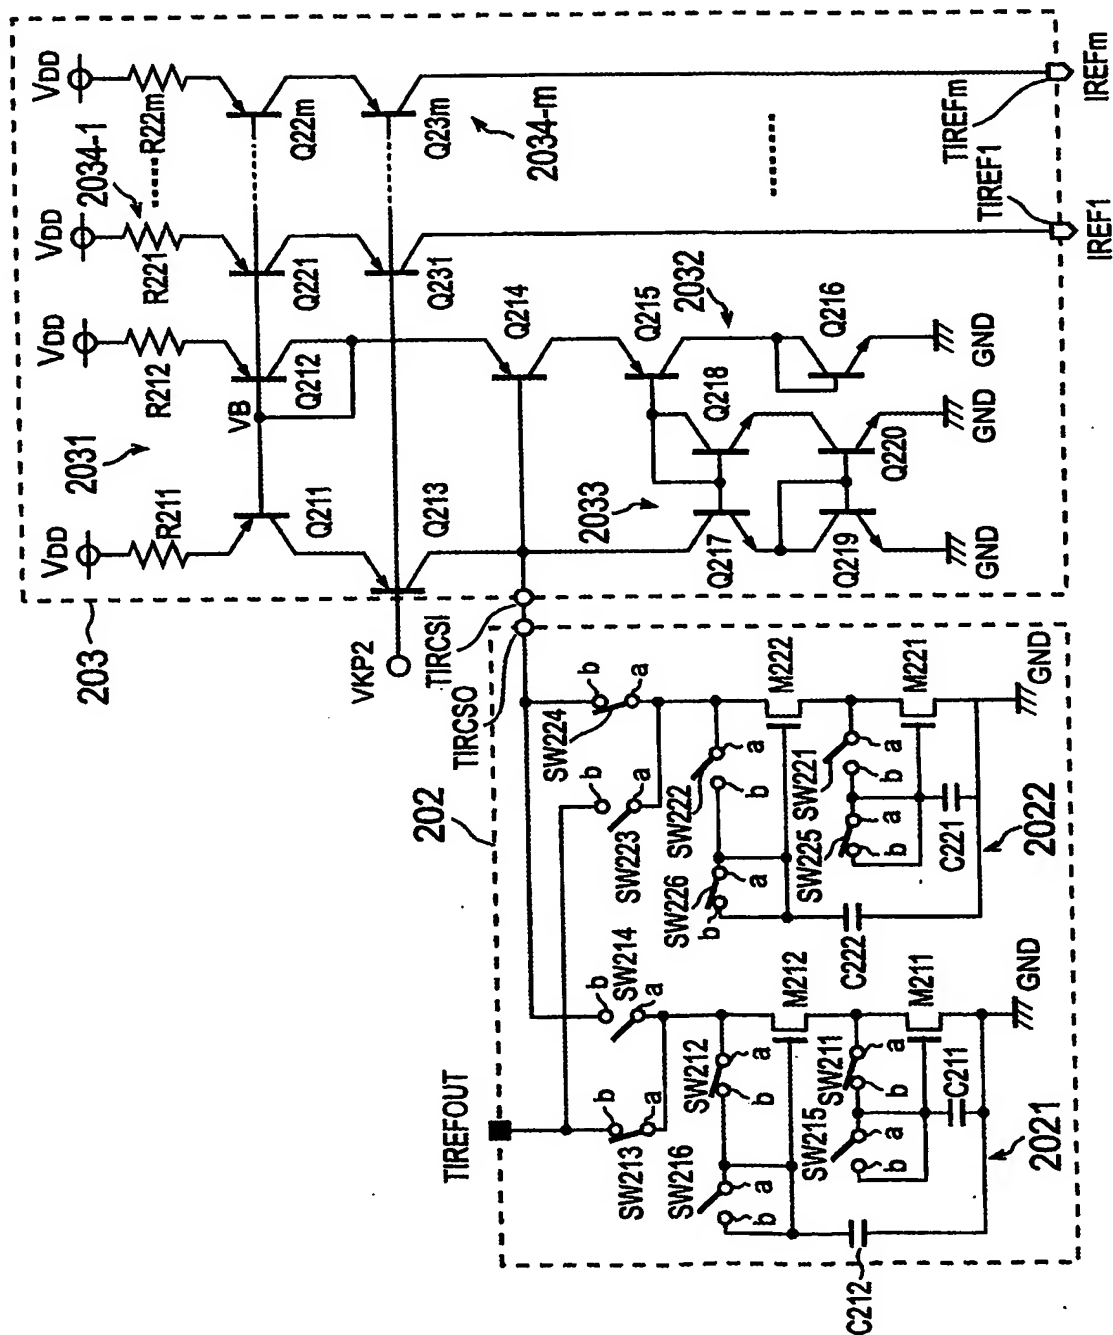 203
VDD
VDD
VDD
VDD
R211
R212
R221
R22m
2031
2034-1
VB
Q211
Q212
Q221
Q22m
VKP2
Q213
Q231
Q23m
2034-m
TIRCSI
TIRCSO
Q214
2033
Q218
Q215
2032
Q217
Q219
Q220
Q216
GND
GND
GND
TIREF1
TIREFm
IREF1
IREFm
202
TIREFOUT
b
a
SW213
b
a
SW214
b
a
SW223
b
a
SW224
SW216
a
b
SW212
a
b
M212
SW215
a
b
SW211
a
b
M211
C211
C212
GND
2021
SW226
a
b
SW222
a
b
M222
SW225
a
b
SW221
a
b
M221
C221
C222
GND
2022